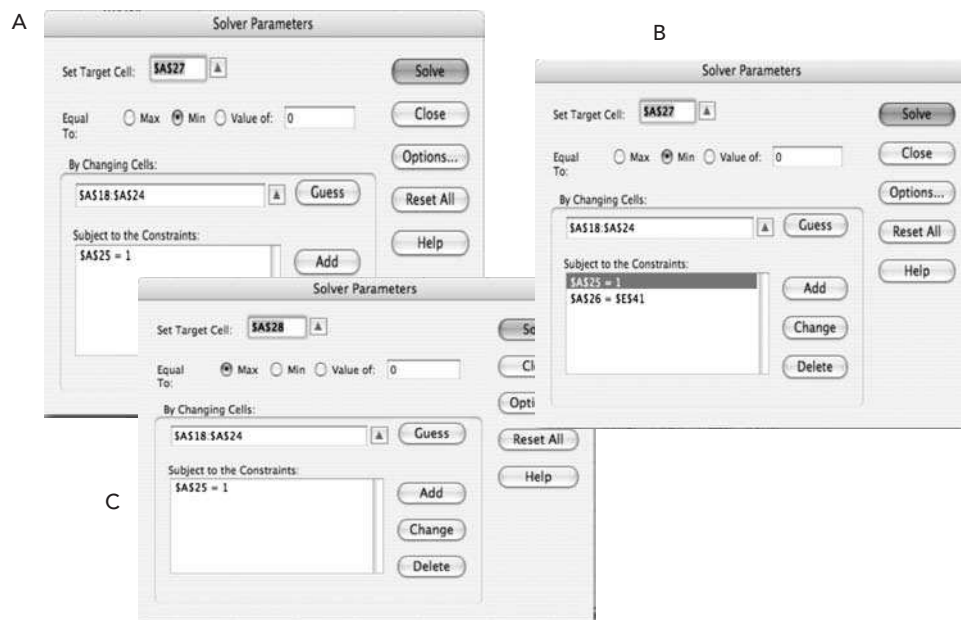 A
Solver Parameters
Set Target Cell: $A$27
Solve
Equal To: Max Min Value of: 0
Close
By Changing Cells:
Options...
$A$18:$A$24
Guess
Reset All
Subject to the Constraints:
Help
$A$25 = 1
Add
B
Solver Parameters
Set Target Cell: $A$27
Solve
Equal To: Max Min Value of: 0
Close
By Changing Cells:
Options...
$A$18:$A$24
Guess
Reset All
Subject to the Constraints:
Help
$A$25 = 1
Add
$A$26 = $E$41
Change
Delete
C
Solver Parameters
Set Target Cell: $A$28
So
Equal To: Max Min Value of: 0
Cl
By Changing Cells:
Opti
$A$18:$A$24
Guess
Reset All
Subject to the Constraints:
Help
$A$25 = 1
Add
Change
Delete